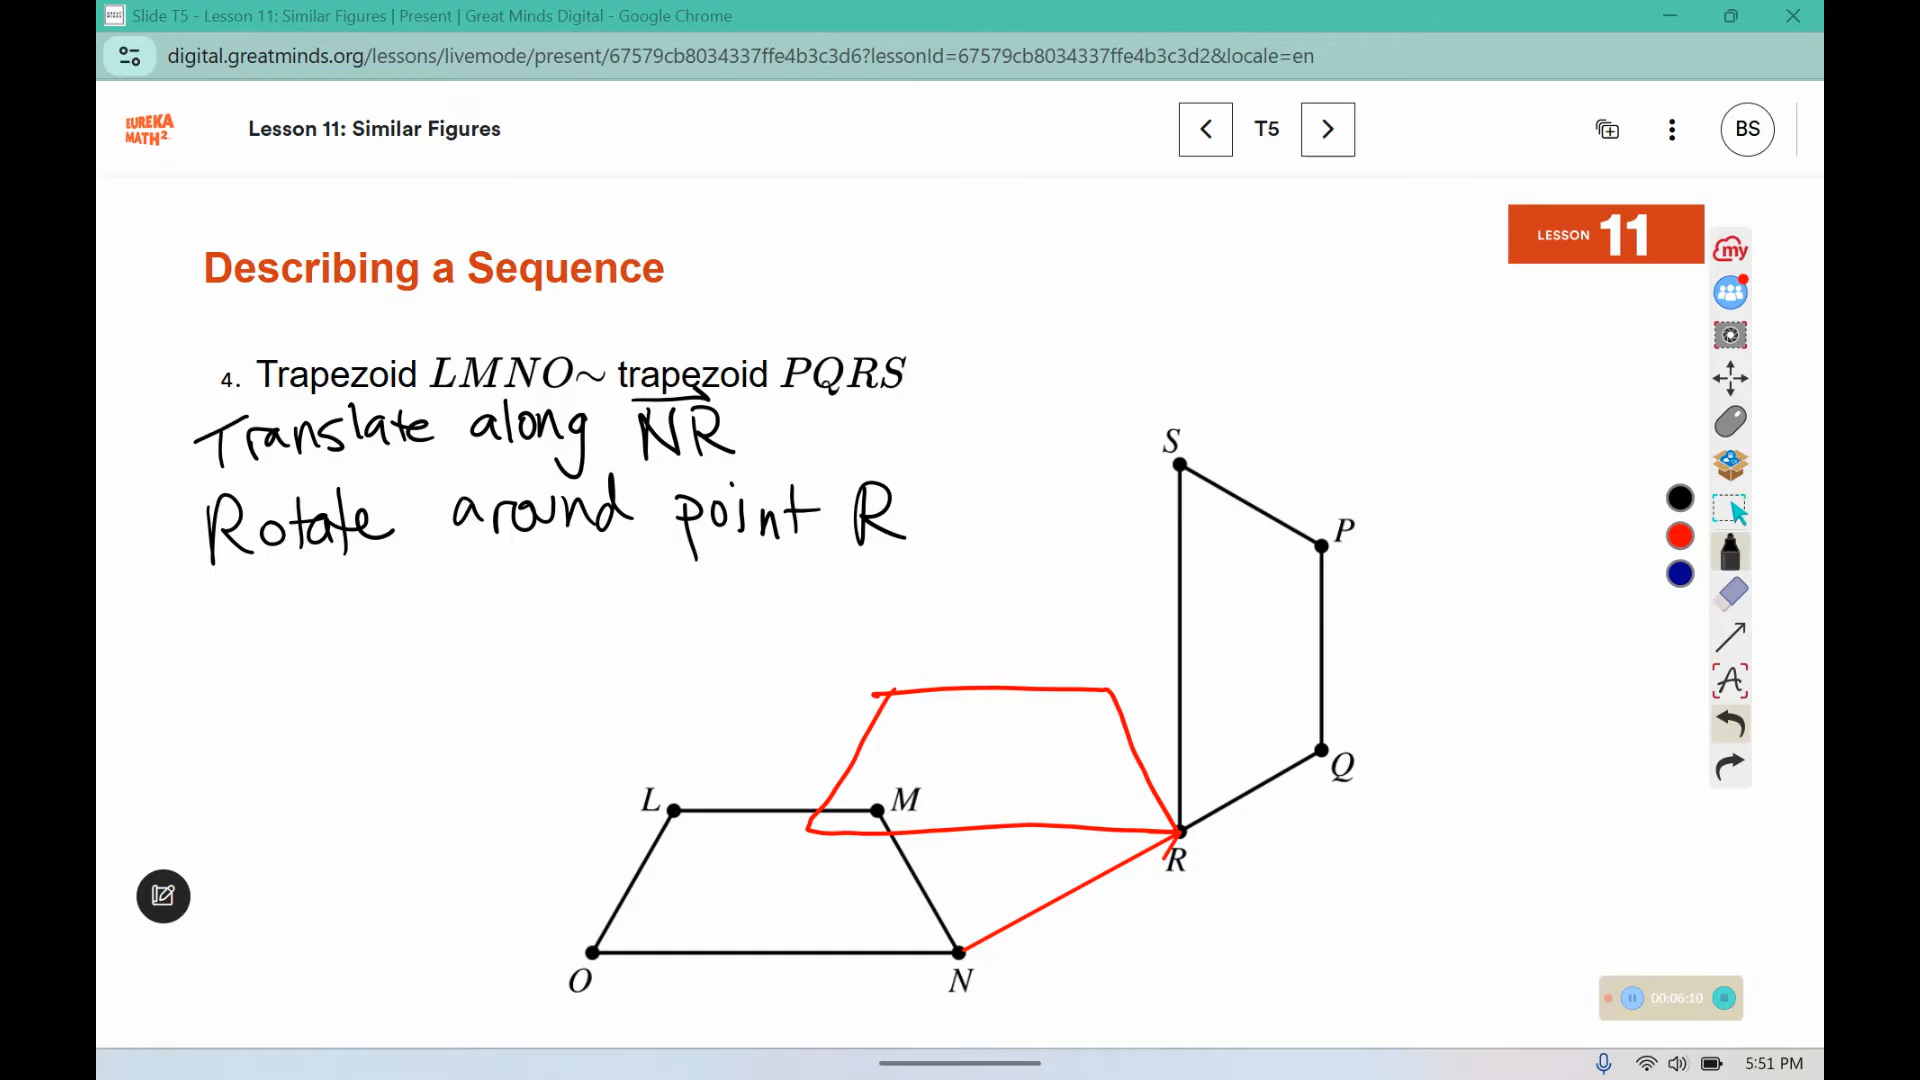 Slide T5 - Lesson 11: Similar Figures | Present | Great Minds Digital - Google Chrome
digital.greatminds.org/lessons/livemode/present/67579cb8034337ffe4b3c3d6?lessonId=67579cb8034337ffe4b3c3d2&locale=en
EUREKA
MATH²
Lesson 11: Similar Figures
T5
BS
LESSON 11
my
Describing a Sequence
4. Trapezoid LMNO~ trapezoid PQRS
Translate along NR
Rotate around point R
S
P
Q
L
M
R
O
N
A
00:06:10
5:51 PM